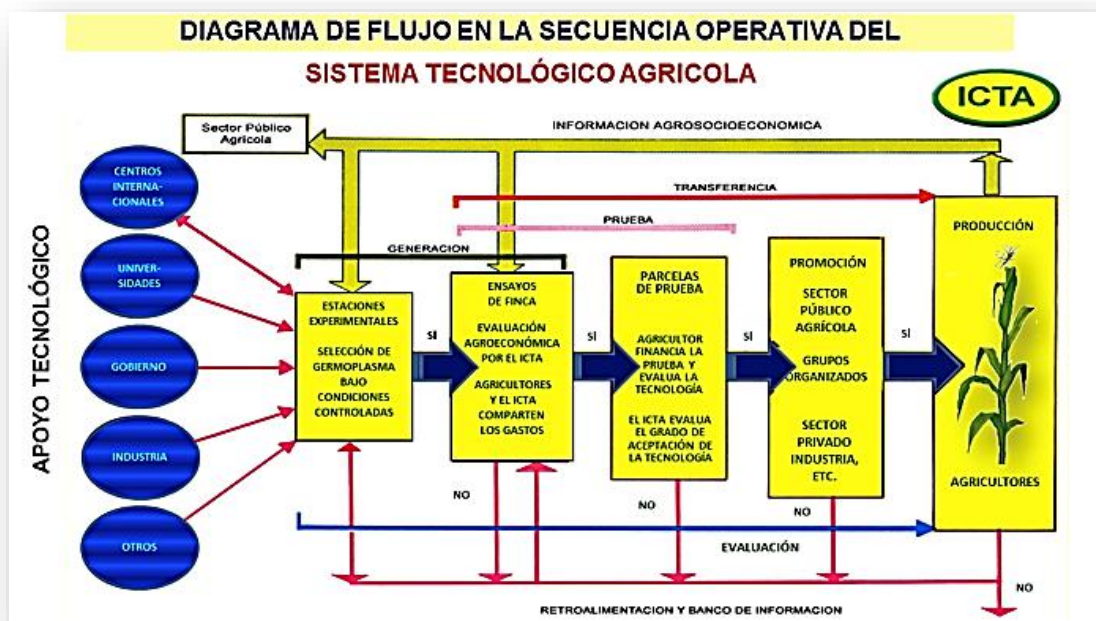 DIAGRAMA DE FLUJO EN LA SECUENCIA OPERATIVA DEL
SISTEMA TECNOLÓGICO AGRICOLA
ICTA
Sector Público
Agrícola
INFORMACION AGROSOCIOECONOMICA
TRANSFERENCIA
PRUEBA
GENERACION
APOYO TECNOLÓGICO
CENTROS
INTERNA-
CIONALES
UNIVER-
SIDADES
GOBIERNO
INDUSTRIA
OTROS
ESTACIONES
EXPERIMENTALES
SELECCIÓN DE
GERMOPLASMA
BAJO
CONDICIONES
CONTROLADAS
SI
ENSAYOS
DE FINCA
EVALUACIÓN
AGROECONÓMICA
POR EL ICTA
AGRICULTORES
Y EL ICTA
COMPARTEN
LOS GASTOS
SI
PARCELAS
DE PRUEBA
AGRICULTOR
FINANCIA LA
PRUEBA Y
EVALUA LA
TECNOLOGÍA
EL ICTA EVALUA
EL GRADO DE
ACEPTACIÓN DE
LA TECNOLOGÍA
SI
PROMOCIÓN
SECTOR
PÚBLICO
AGRÍCOLA
GRUPOS
ORGANIZADOS
SECTOR
PRIVADO
INDUSTRIA,
ETC.
SI
PRODUCCIÓN
AGRICULTORES
NO
NO
NO
NO
EVALUACIÓN
RETROALIMENTACION Y BANCO DE INFORMACION